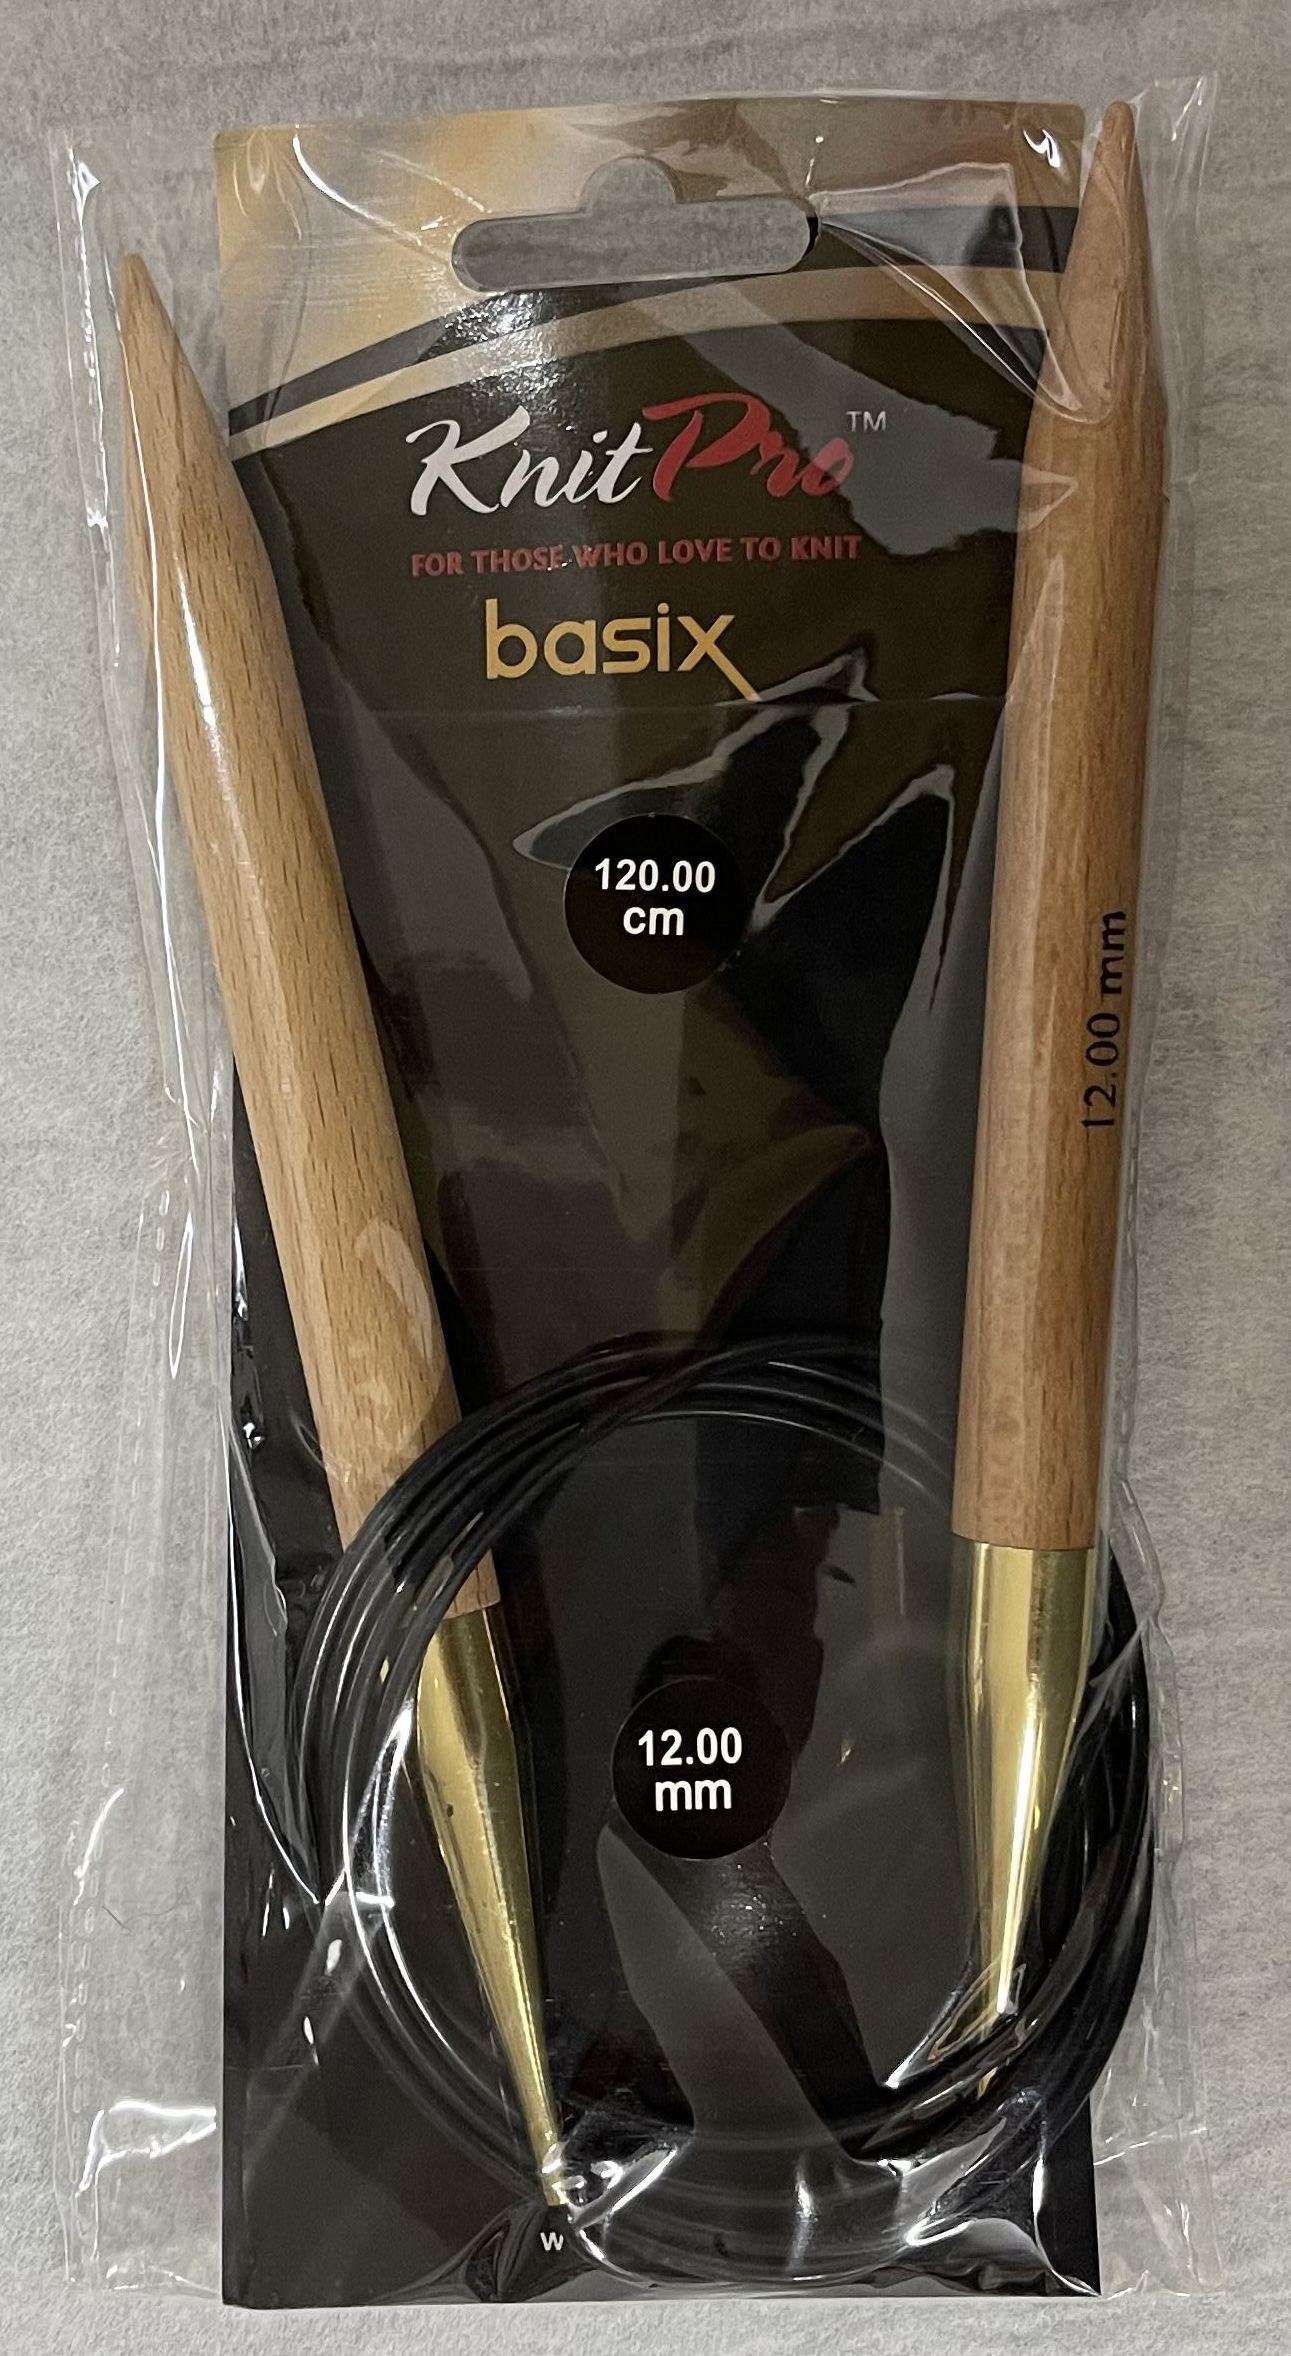 KnitPro™
FOR THOSE WHO LOVE TO KNIT
basix
120.00
cm
12.00 mm
12.00
mm
w